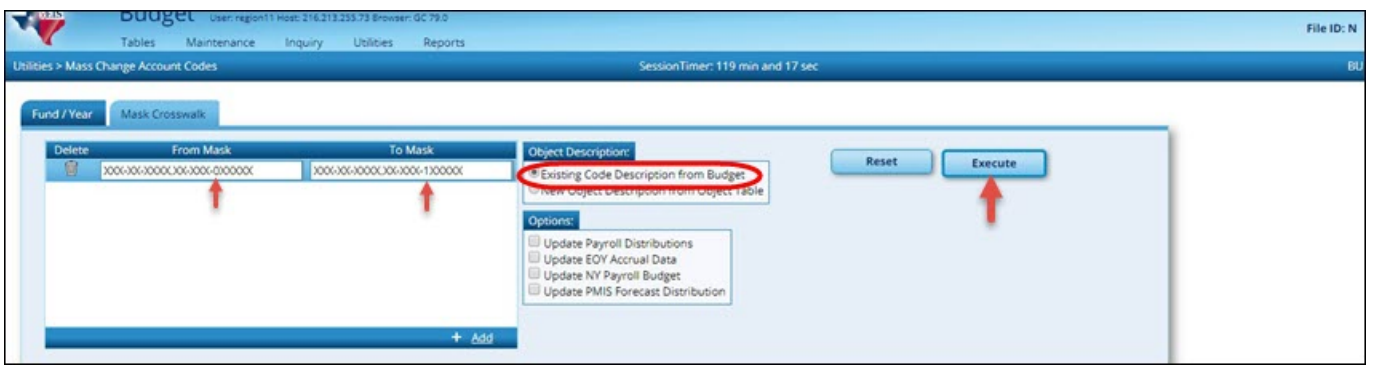 Budget User: region11 Host: 216.213.255.73 Browser: GC 79.0
File ID: N
Tables Maintenance Inquiry Utilities Reports
Utilities > Mass Change Account Codes SessionTimer: 119 min and 17 sec BU
Fund / Year Mask Crosswalk
Delete From Mask To Mask Object Description:
Reset Execute
XXX-XX-XXXX.XX-XXX-0XXXXX XXX-XX-XXXX.XX-XXX-1XXXXX Existing Code Description from Budget
New Object Description from Object Table
Options:
Update Payroll Distributions
Update EOY Accrual Data
Update NY Payroll Budget
Update PMIS Forecast Distribution
+ Add